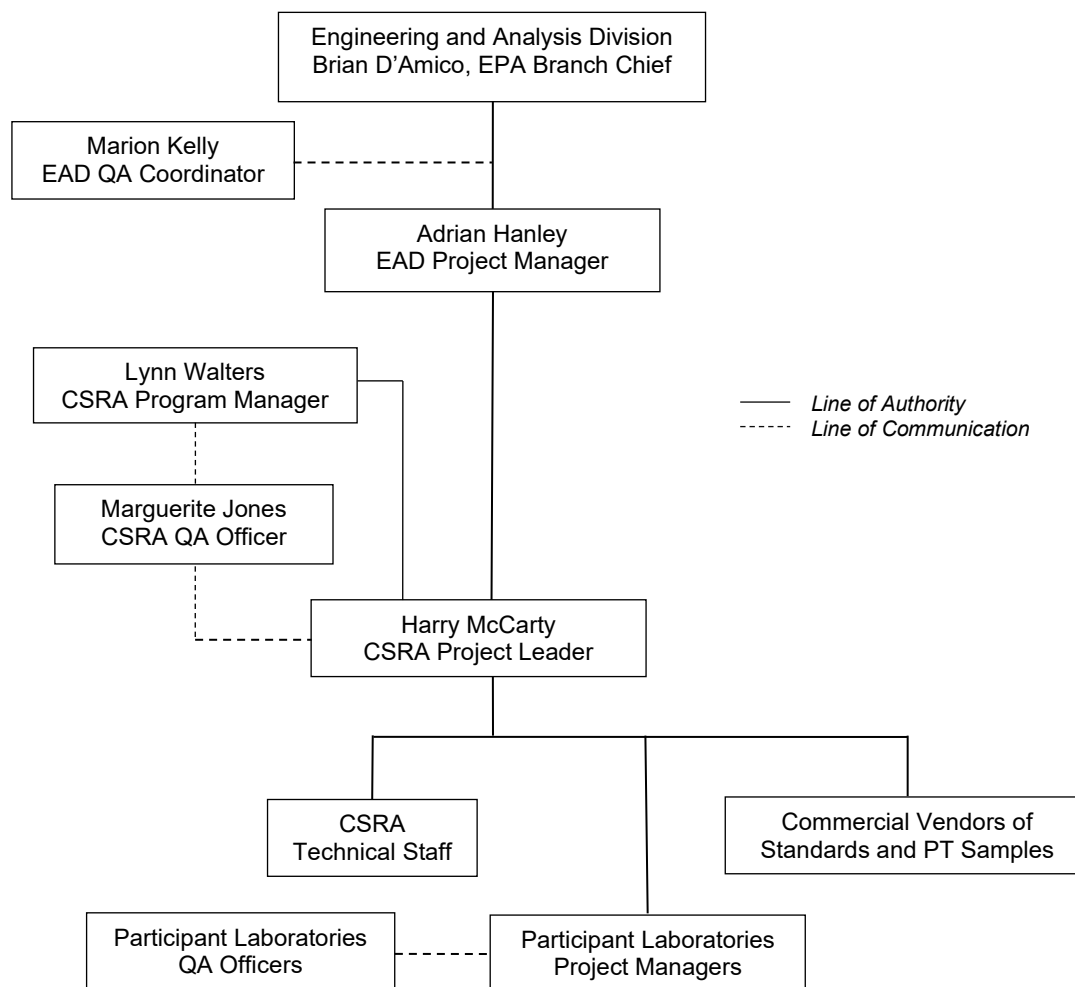 Engineering and Analysis Division
Brian D’Amico, EPA Branch Chief
Marion Kelly
EAD QA Coordinator
Adrian Hanley
EAD Project Manager
Lynn Walters
CSRA Program Manager
Line of Authority
Line of Communication
Marguerite Jones
CSRA QA Officer
Harry McCarty
CSRA Project Leader
CSRA
Technical Staff
Commercial Vendors of
Standards and PT Samples
Participant Laboratories
QA Officers
Participant Laboratories
Project Managers